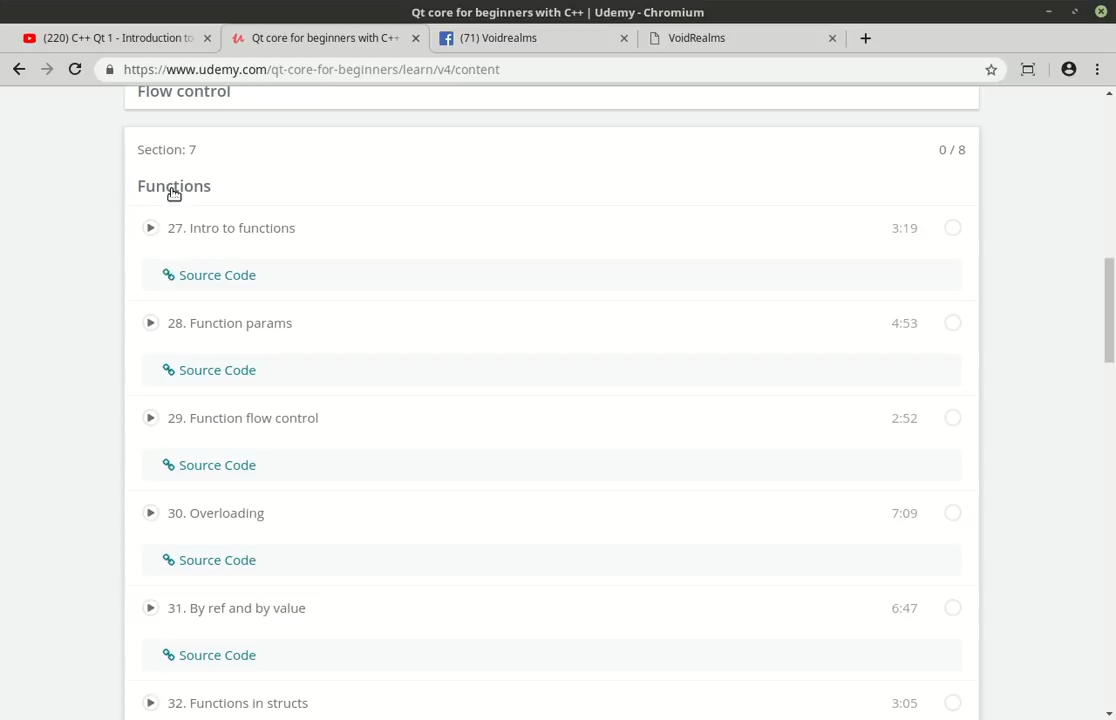 Qt core for beginners with C++ | Udemy - Chromium
(220) C++ Qt 1 - Introduction to
Qt core for beginners with C++
(71) Voidrealms
VoidRealms
https://www.udemy.com/qt-core-for-beginners/learn/v4/content
Flow control
Section: 7 0 / 8
Functions
27. Intro to functions 3:19
Source Code
28. Function params 4:53
Source Code
29. Function flow control 2:52
Source Code
30. Overloading 7:09
Source Code
31. By ref and by value 6:47
Source Code
32. Functions in structs 3:05